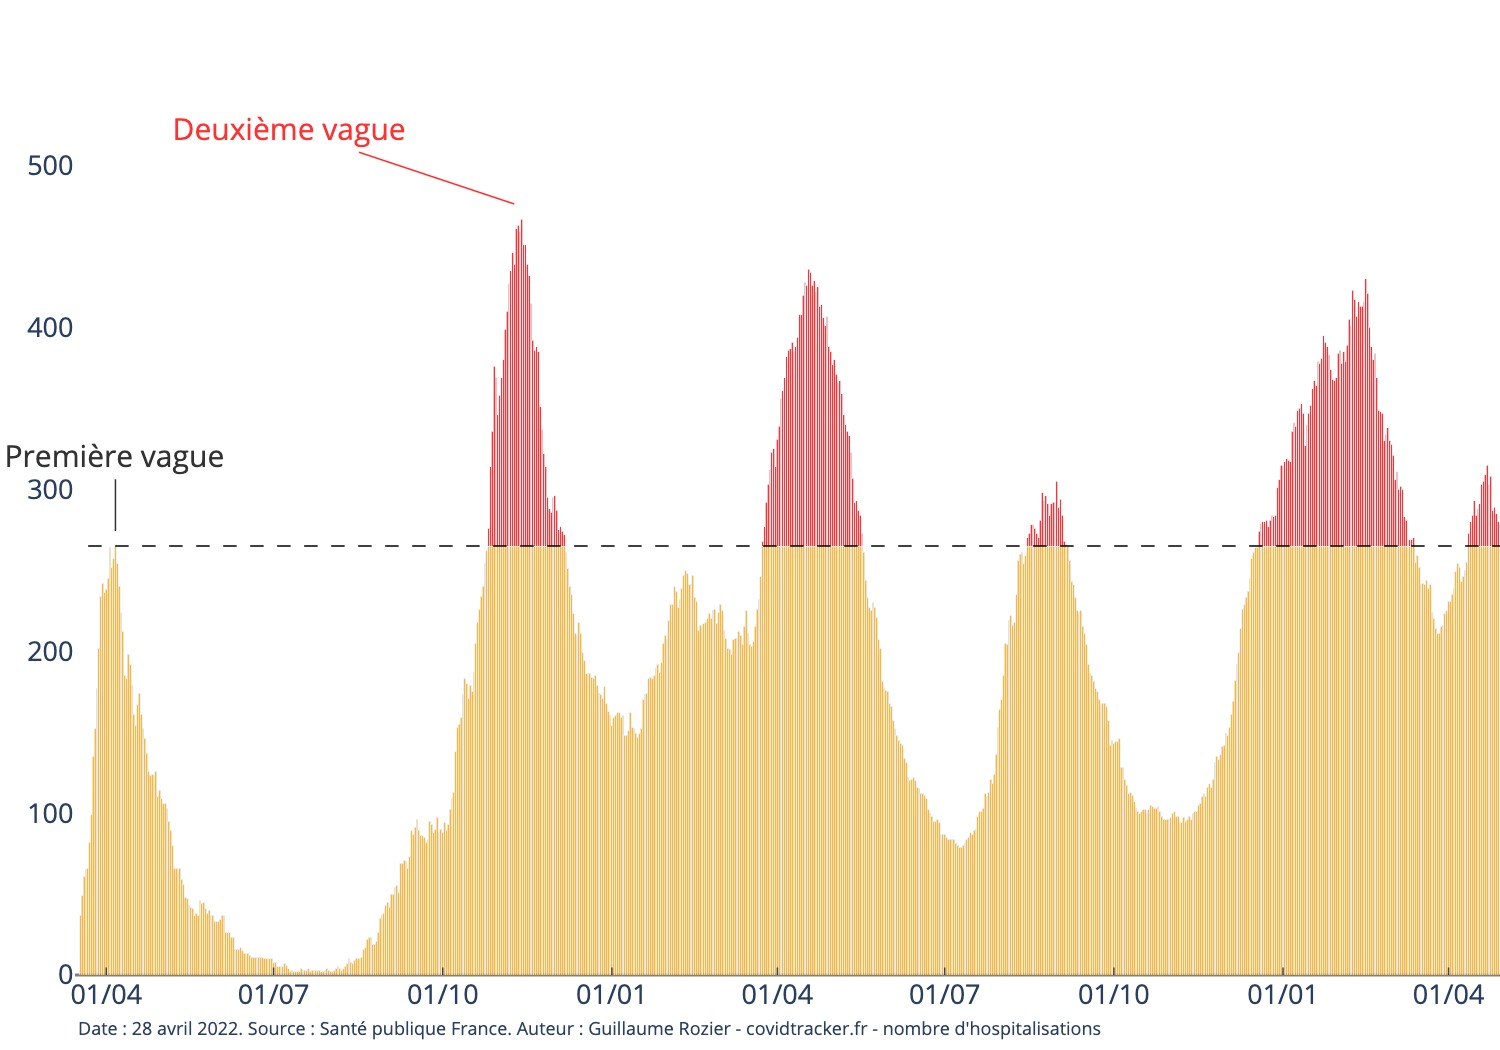 Deuxième vague
500
400
Première vague
300
200
100
0
01/04 01/07 01/10 01/01 01/04 01/07 01/10 01/01 01/04
Date : 28 avril 2022. Source : Santé publique France. Auteur : Guillaume Rozier - covidtracker.fr - nombre d'hospitalisations